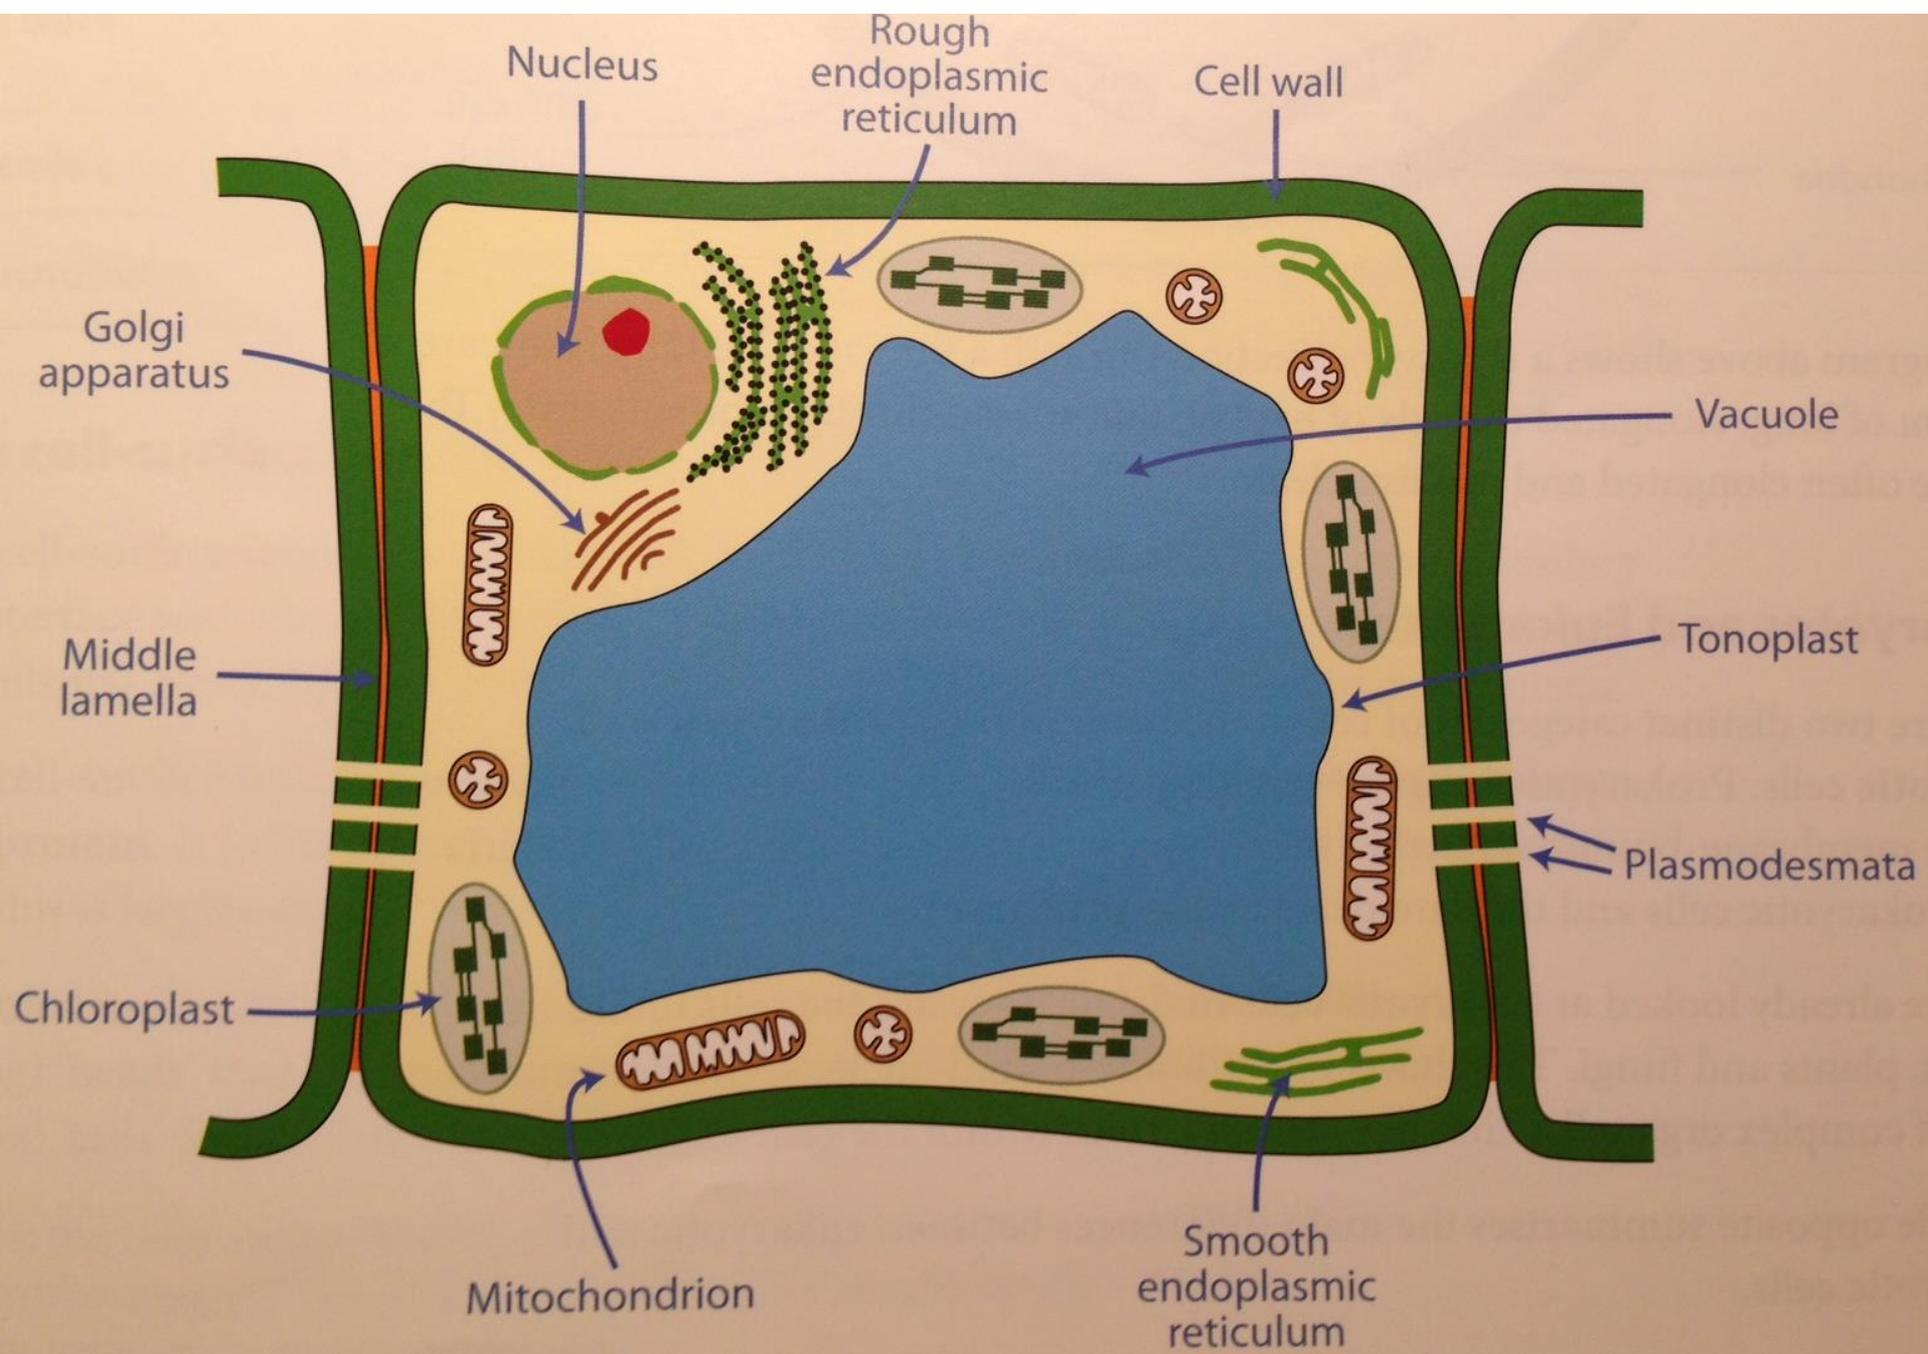 Nucleus
Rough
endoplasmic
reticulum
Cell wall
Golgi
apparatus
Vacuole
Middle
lamella
Tonoplast
Plasmodesmata
Chloroplast
Mitochondrion
Smooth
endoplasmic
reticulum